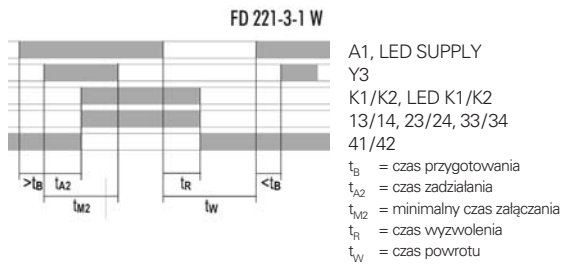 FD 221-3-1 W
A1, LED SUPPLY
Y3
K1/K2, LED K1/K2
13/14, 23/24, 33/34
41/42
>tB tA2 tR <tB
tM2 tW
tB = czas przygotowania
tA2 = czas zadziałania
tM2 = minimalny czas załączania
tR = czas wyzwolenia
tW = czas powrotu